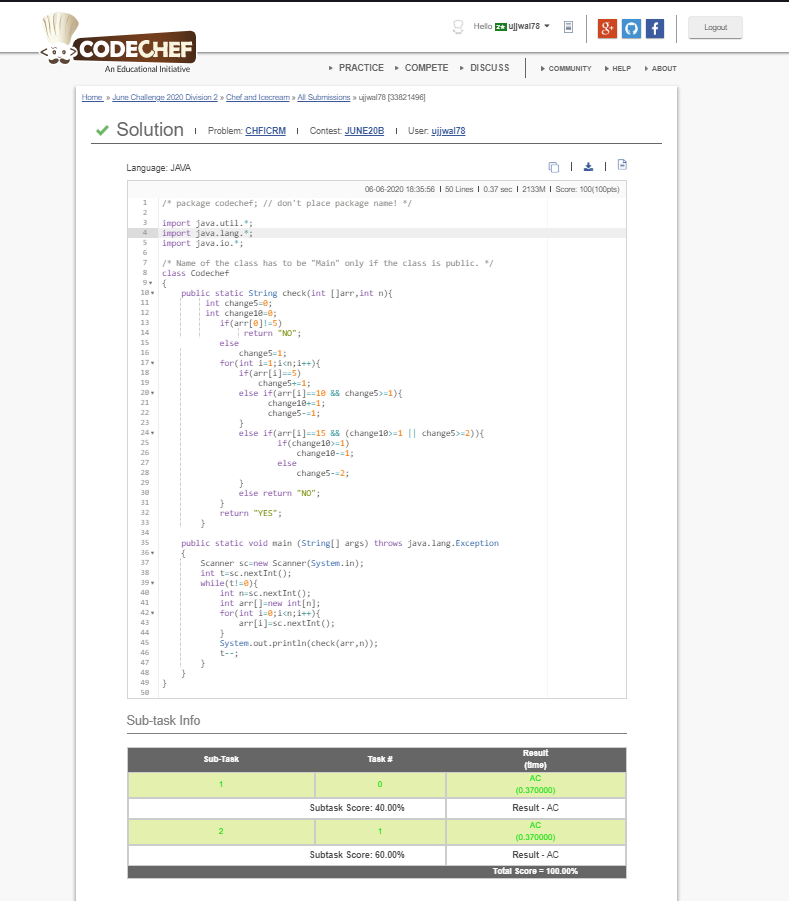 CODECHEF
An Educational Initiative
Hello ujjwal78
Logout
PRACTICE COMPETE DISCUSS COMMUNITY HELP ABOUT
Home » June Challenge 2020 Division 2 » Chef and Icecream » All Submissions » ujjwal78 [33821496]
Solution | Problem: CHFICRM | Contest: JUNE20B | User: ujjwal78
Language: JAVA
06-06-2020 18:35:56 | 50 Lines | 0.37 sec | 2133M | Score: 100(100pts)
1 /* package codechef; // don't place package name! */
2
3 import java.util.*;
4 import java.lang.*;
5 import java.io.*;
6
7 /* Name of the class has to be "Main" only if the class is public. */
8 class Codechef
9 {
10 public static String check(int []arr,int n){
11 int change5=0;
12 int change10=0;
13 if(arr[0]!=5)
14 return "NO";
15 else
16 change5=1;
17 for(int i=1;i<n;i++){
18 if(arr[i]==5)
19 change5+=1;
20 else if(arr[i]==10 && change5>=1){
21 change10+=1;
22 change5-=1;
23 }
24 else if(arr[i]==15 && (change10>=1 || change5>=2)){
25 if(change10>=1)
26 change10-=1;
27 else
28 change5-=2;
29 }
30 else return "NO";
31 }
32 return "YES";
33 }
34
35 public static void main (String[] args) throws java.lang.Exception
36 {
37 Scanner sc=new Scanner(System.in);
38 int t=sc.nextInt();
39 while(t!=0){
40 int n=sc.nextInt();
41 int arr[]=new int[n];
42 for(int i=0;i<n;i++){
43 arr[i]=sc.nextInt();
44 }
45 System.out.println(check(arr,n));
46 t--;
47 }
48 }
49 }
50
Sub-task Info
Sub-Task Task # Result
(time)
1 0 AC
(0.370000)
Subtask Score: 40.00% Result - AC
2 1 AC
(0.370000)
Subtask Score: 60.00% Result - AC
Total Score = 100.00%